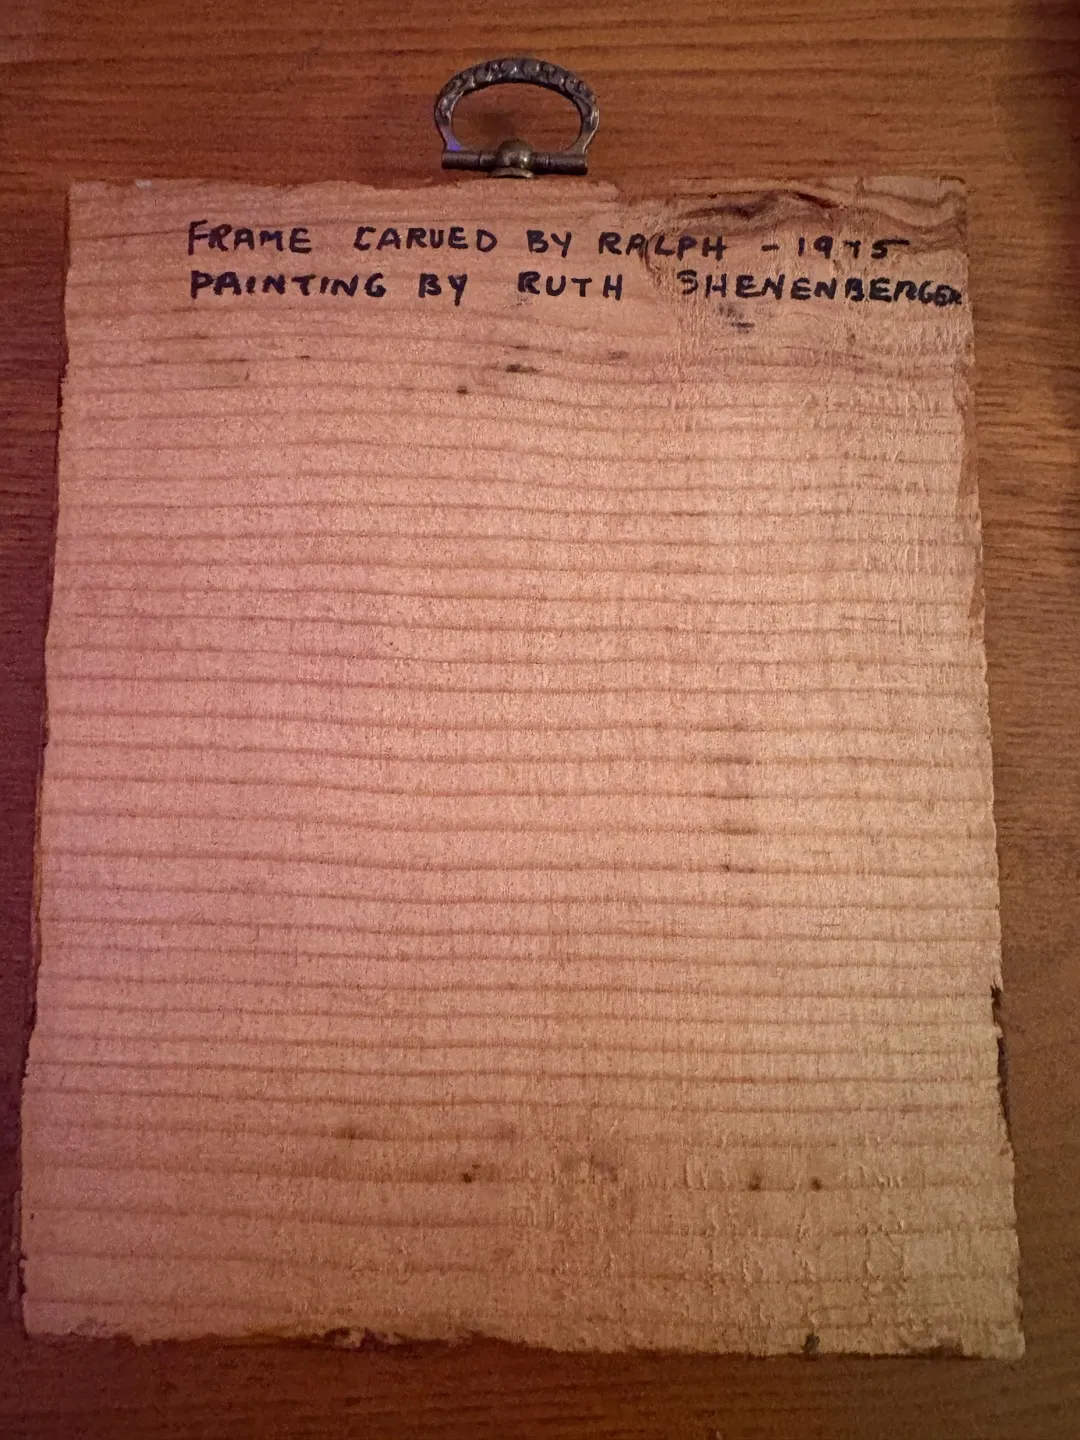 FRAME CARVED BY RALPH - 1975
PAINTING BY RUTH SHENENBERGER